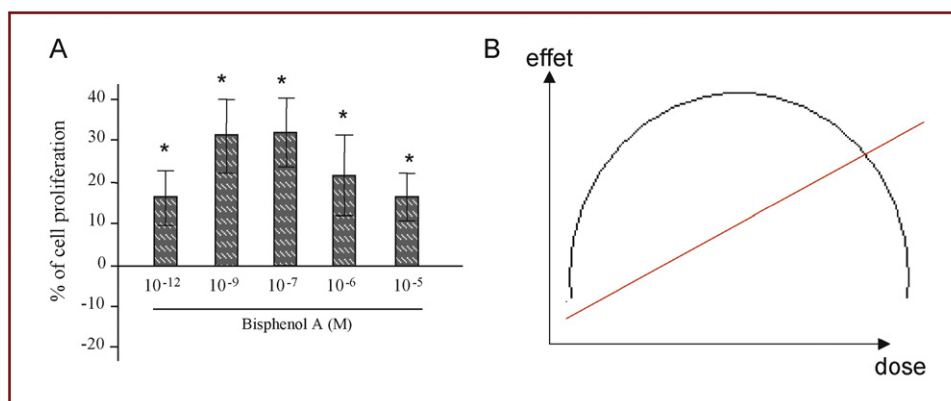 A
% of cell proliferation
40
30
20
10
0
-10
-20
*
*
*
*
*
10⁻¹² 10⁻⁹ 10⁻⁷ 10⁻⁶ 10⁻⁵
Bisphenol A (M)
B
effet
dose